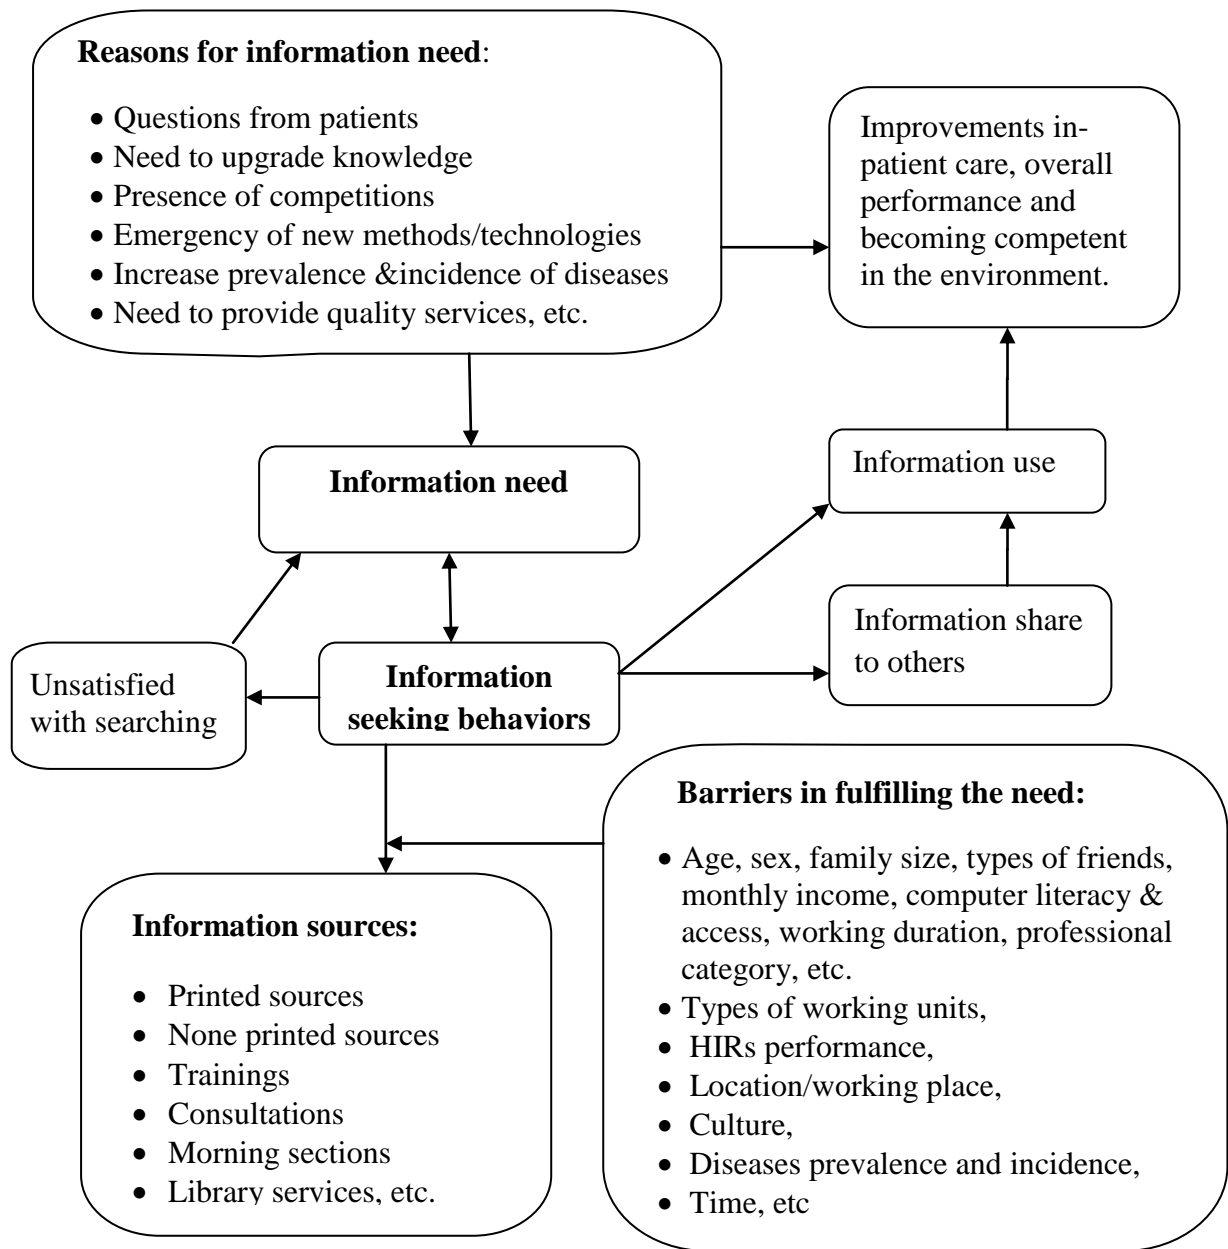 Reasons for information need:
• Questions from patients
• Need to upgrade knowledge
• Presence of competitions
• Emergency of new methods/technologies
• Increase prevalence &incidence of diseases
• Need to provide quality services, etc.
Improvements in-
patient care, overall
performance and
becoming competent
in the environment.
Information need
Information use
Information share
to others
Unsatisfied
with searching
Information
seeking behaviors
Barriers in fulfilling the need:
• Age, sex, family size, types of friends,
monthly income, computer literacy &
access, working duration, professional
category, etc.
• Types of working units,
• HIRs performance,
• Location/working place,
• Culture,
• Diseases prevalence and incidence,
• Time, etc
Information sources:
• Printed sources
• None printed sources
• Trainings
• Consultations
• Morning sections
• Library services, etc.